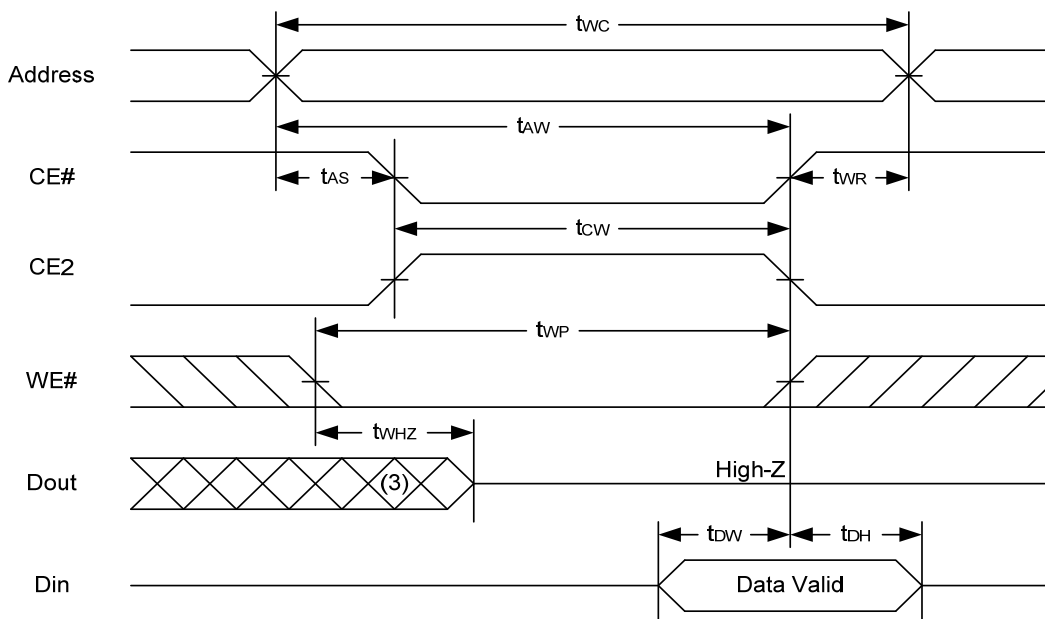 tWC
Address
tAW
CE#
tAS
tWR
tCW
CE2
tWP
WE#
tWHZ
Dout
(3)
High-Z
tDW
tDH
Din
Data Valid